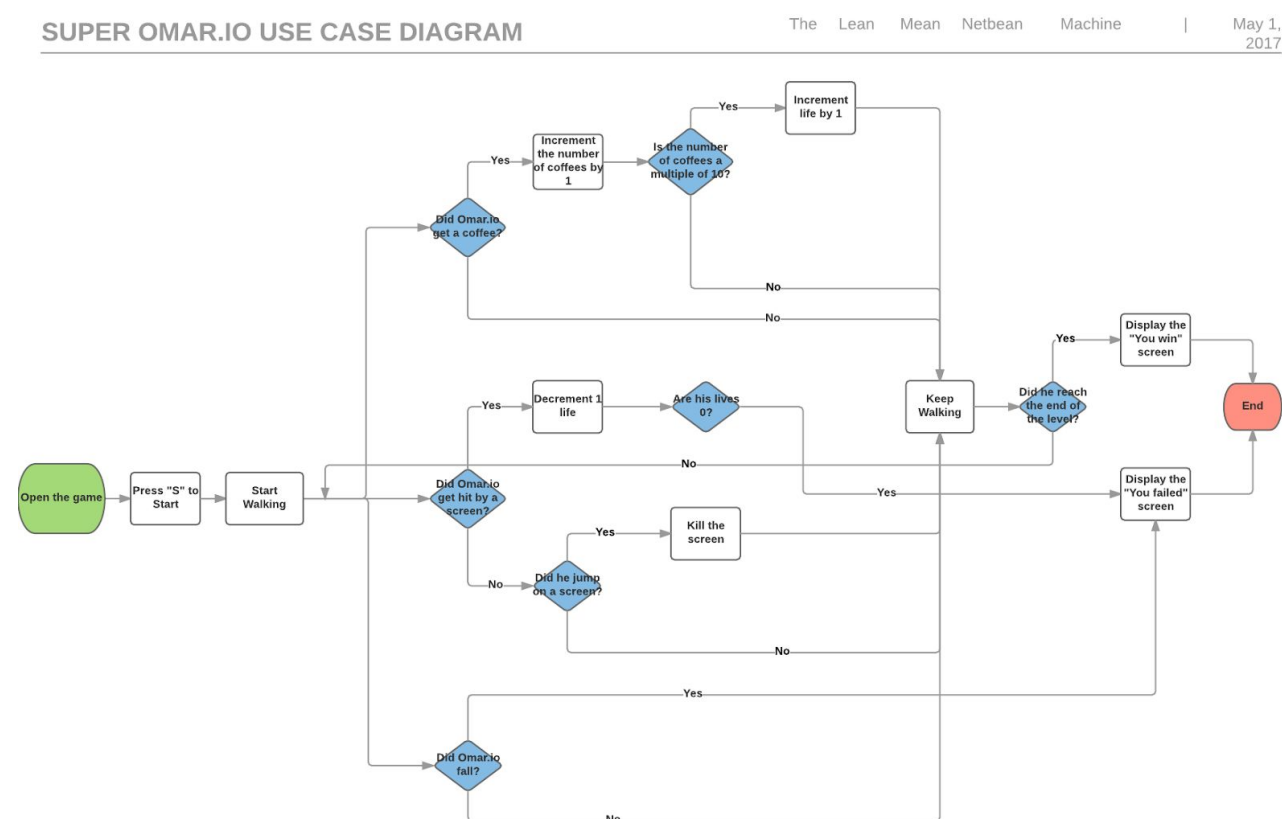 SUPER OMAR.IO USE CASE DIAGRAM
The Lean Mean Netbean Machine | May 1,
2017
Increment
life by 1
Yes
Increment
the number
of coffees by
1
Is the number
of coffees a
multiple of 10?
Yes
Did Omar.io
get a coffee?
No
No
Display the
"You win"
screen
Yes
Decrement 1
life
Are his lives
0?
Keep
Walking
Did he reach
the end of
the level?
End
Yes
No
Open the game
Press "S" to
Start
Start
Walking
Did Omar.io
get hit by a
screen?
Yes
Display the
"You failed"
screen
Kill the
screen
Yes
No
Did he jump
on a screen?
No
Yes
Did Omar.io
fall?
No